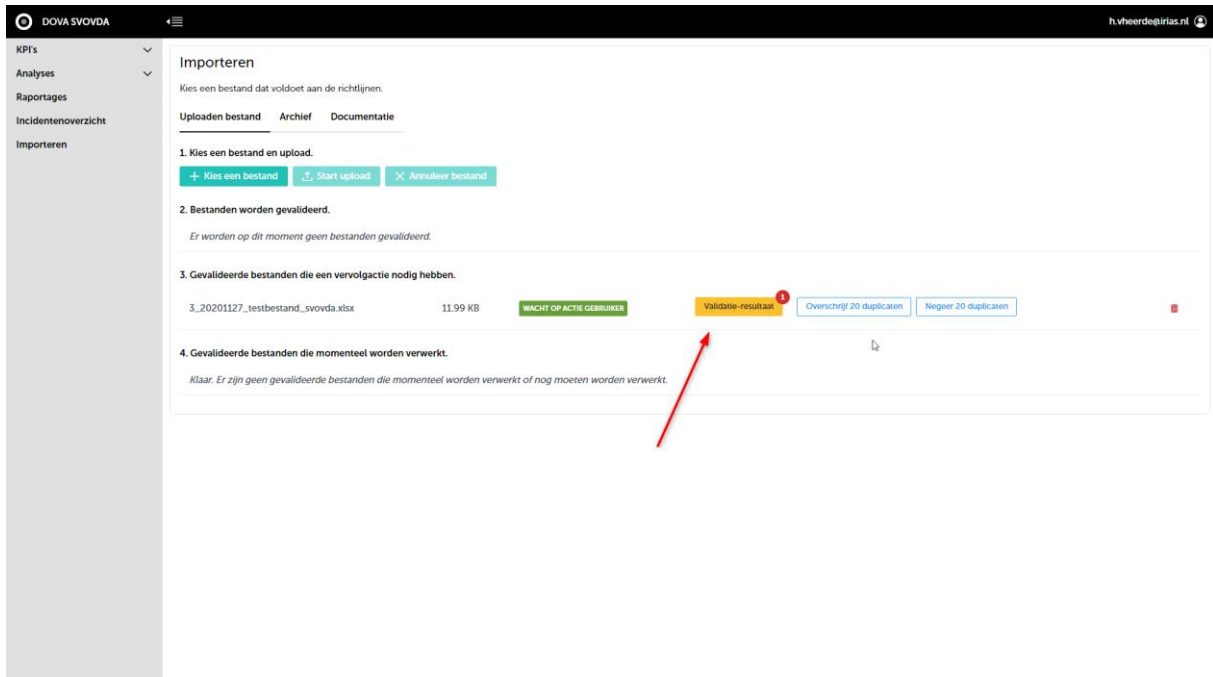 DOVA SVOVDA
h.vheerde@irias.nl
KPI's
Analyses
Raportages
Incidentenoverzicht
Importeren
Importeren
Kies een bestand dat voldoet aan de richtlijnen.
Uploaden bestand Archief Documentatie
1. Kies een bestand en upload.
+ Kies een bestand Start upload Annuleer bestand
2. Bestanden worden gevalideerd.
Er worden op dit moment geen bestanden gevalideerd.
3. Gevalideerde bestanden die een vervolgactie nodig hebben.
3_20201127_testbestand_svovda.xlsx 11.99 KB WACHT OP ACTIE GEBRUIKER Validatie-resultaat 1 Overschrijf 20 duplicaten Negeer 20 duplicaten
4. Gevalideerde bestanden die momenteel worden verwerkt.
Klaar. Er zijn geen gevalideerde bestanden die momenteel worden verwerkt of nog moeten worden verwerkt.